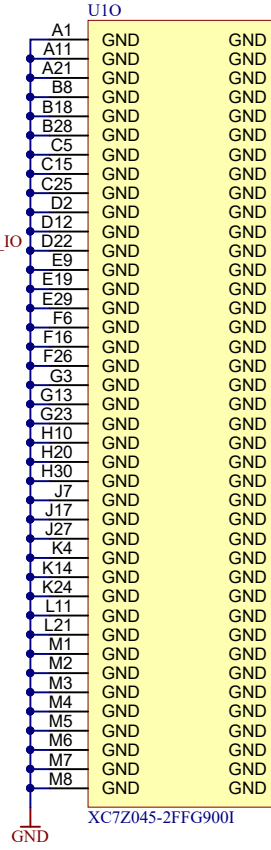 U1O
A1 GND GND
A11 GND GND
A21 GND GND
B8 GND GND
B18 GND GND
B28 GND GND
C5 GND GND
C15 GND GND
C25 GND GND
D2 GND GND
D12 GND GND
_IO D22 GND GND
E9 GND GND
E19 GND GND
E29 GND GND
F6 GND GND
F16 GND GND
F26 GND GND
G3 GND GND
G13 GND GND
G23 GND GND
H10 GND GND
H20 GND GND
H30 GND GND
J7 GND GND
J17 GND GND
J27 GND GND
K4 GND GND
K14 GND GND
K24 GND GND
L11 GND GND
L21 GND GND
M1 GND GND
M2 GND GND
M3 GND GND
M4 GND GND
M5 GND GND
M6 GND GND
M7 GND GND
M8 GND GND
XC7Z045-2FFG900I
GND